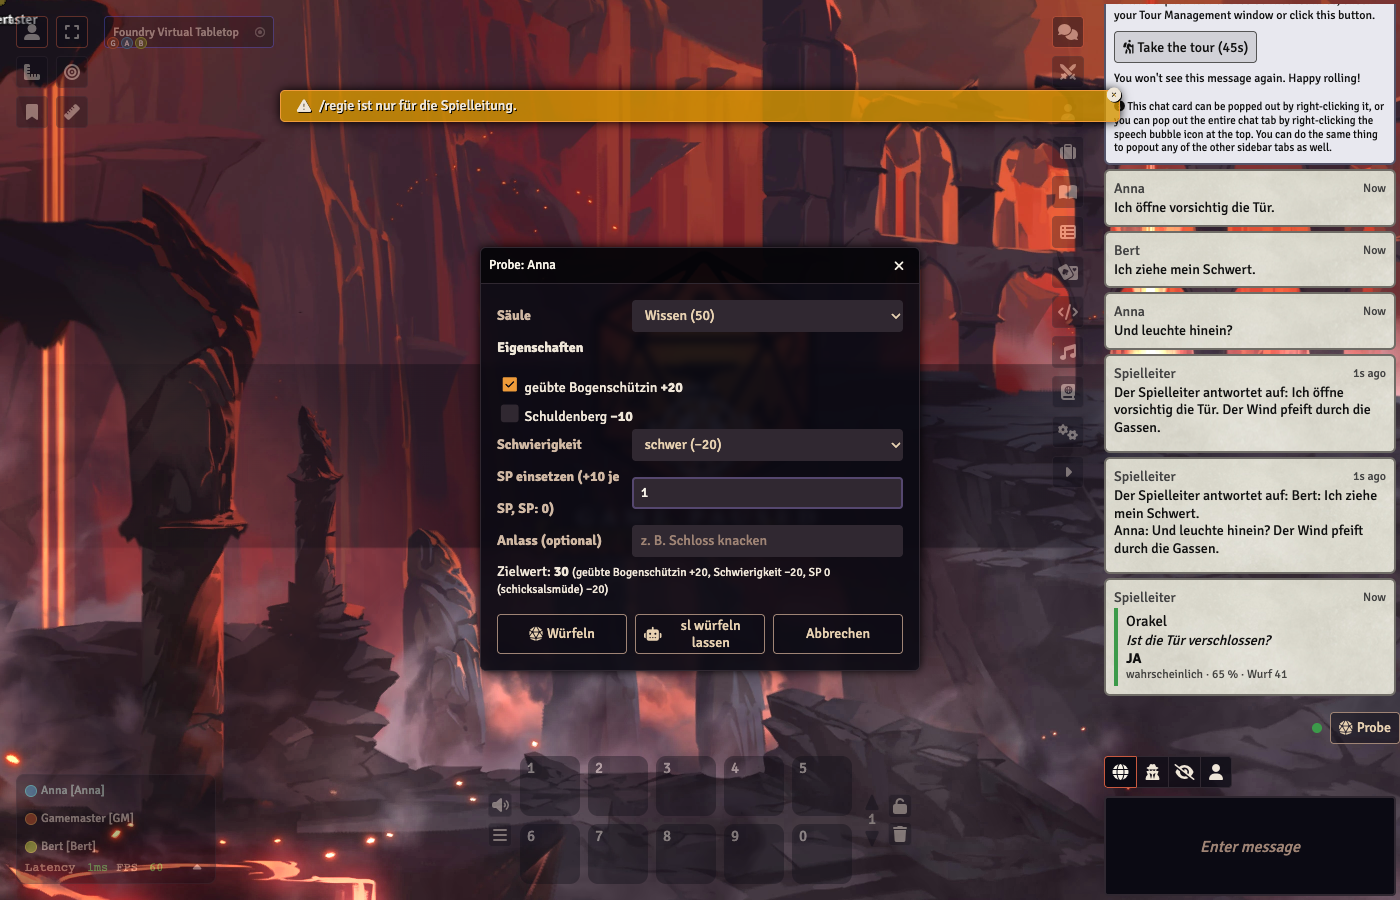 Foundry Virtual Tabletop
G A B
/regie ist nur für die Spielleitung.
your Tour Management window or click this button.
Take the tour (45s)
You won't see this message again. Happy rolling!
This chat card can be popped out by right-clicking it, or
you can pop out the entire chat tab by right-clicking the
speech bubble icon at the top. You can do the same thing
to popout any of the other sidebar tabs as well.
Anna Now
Ich öffne vorsichtig die Tür.
Bert Now
Ich ziehe mein Schwert.
Anna Now
Und leuchte hinein?
Spielleiter 1s ago
Der Spielleiter antwortet auf: Ich öffne
vorsichtig die Tür. Der Wind pfeift durch die
Gassen.
Spielleiter 1s ago
Der Spielleiter antwortet auf: Bert: Ich ziehe
mein Schwert.
Anna: Und leuchte hinein? Der Wind pfeift
durch die Gassen.
Spielleiter Now
Orakel
Ist die Tür verschlossen?
JA
wahrscheinlich · 65 % · Wurf 41
Probe
Enter message
Probe: Anna
Säule Wissen (50)
Eigenschaften
geübte Bogenschützin +20
Schuldenberg −10
Schwierigkeit schwer (−20)
SP einsetzen (+10 je
SP, SP: 0) 1
Anlass (optional) z. B. Schloss knacken
Zielwert: 30 (geübte Bogenschützin +20, Schwierigkeit −20, SP 0
(schicksalsmüde) −20)
Würfeln
sl würfeln
lassen
Abbrechen
Anna [Anna]
Gamemaster [GM]
Bert [Bert]
Latency 1ms FPS 60
1 2 3 4 5
6 7 8 9 0
1